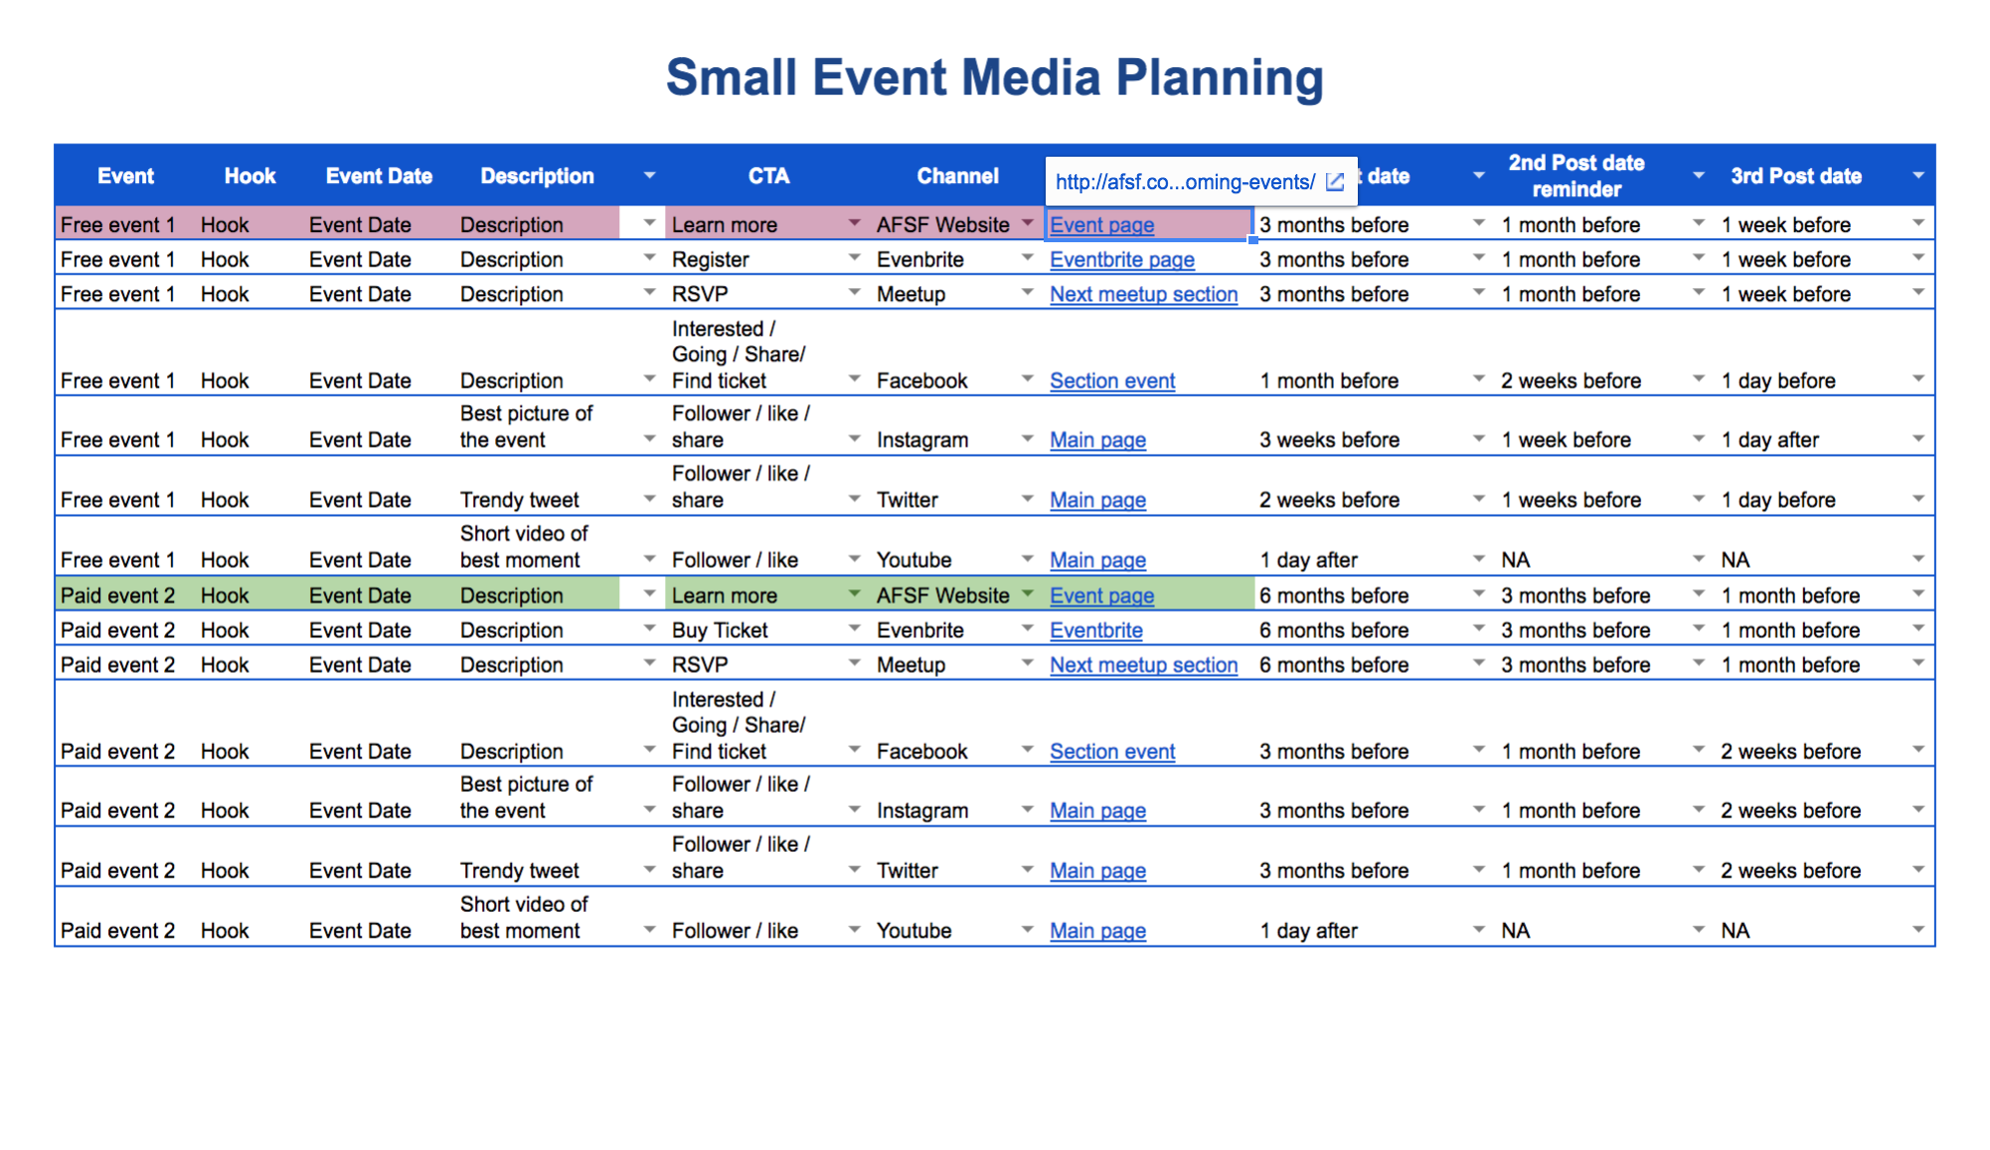 Small Event Media Planning
Event Hook Event Date Description CTA Channel http://afsf.co...oming-events/ date 2nd Post date reminder 3rd Post date
Free event 1 Hook Event Date Description Learn more AFSF Website Event page 3 months before 1 month before 1 week before
Free event 1 Hook Event Date Description Register Evenbrite Eventbrite page 3 months before 1 month before 1 week before
Free event 1 Hook Event Date Description RSVP Meetup Next meetup section 3 months before 1 month before 1 week before
Interested /
Going / Share/
Free event 1 Hook Event Date Description Find ticket Facebook Section event 1 month before 2 weeks before 1 day before
Best picture of Follower / like /
Free event 1 Hook Event Date the event share Instagram Main page 3 weeks before 1 week before 1 day after
Follower / like /
Free event 1 Hook Event Date Trendy tweet share Twitter Main page 2 weeks before 1 weeks before 1 day before
Short video of
Free event 1 Hook Event Date best moment Follower / like Youtube Main page 1 day after NA NA
Paid event 2 Hook Event Date Description Learn more AFSF Website Event page 6 months before 3 months before 1 month before
Paid event 2 Hook Event Date Description Buy Ticket Evenbrite Eventbrite 6 months before 3 months before 1 month before
Paid event 2 Hook Event Date Description RSVP Meetup Next meetup section 6 months before 3 months before 1 month before
Interested /
Going / Share/
Paid event 2 Hook Event Date Description Find ticket Facebook Section event 3 months before 1 month before 2 weeks before
Best picture of Follower / like /
Paid event 2 Hook Event Date the event share Instagram Main page 3 months before 1 month before 2 weeks before
Follower / like /
Paid event 2 Hook Event Date Trendy tweet share Twitter Main page 3 months before 1 month before 2 weeks before
Short video of
Paid event 2 Hook Event Date best moment Follower / like Youtube Main page 1 day after NA NA